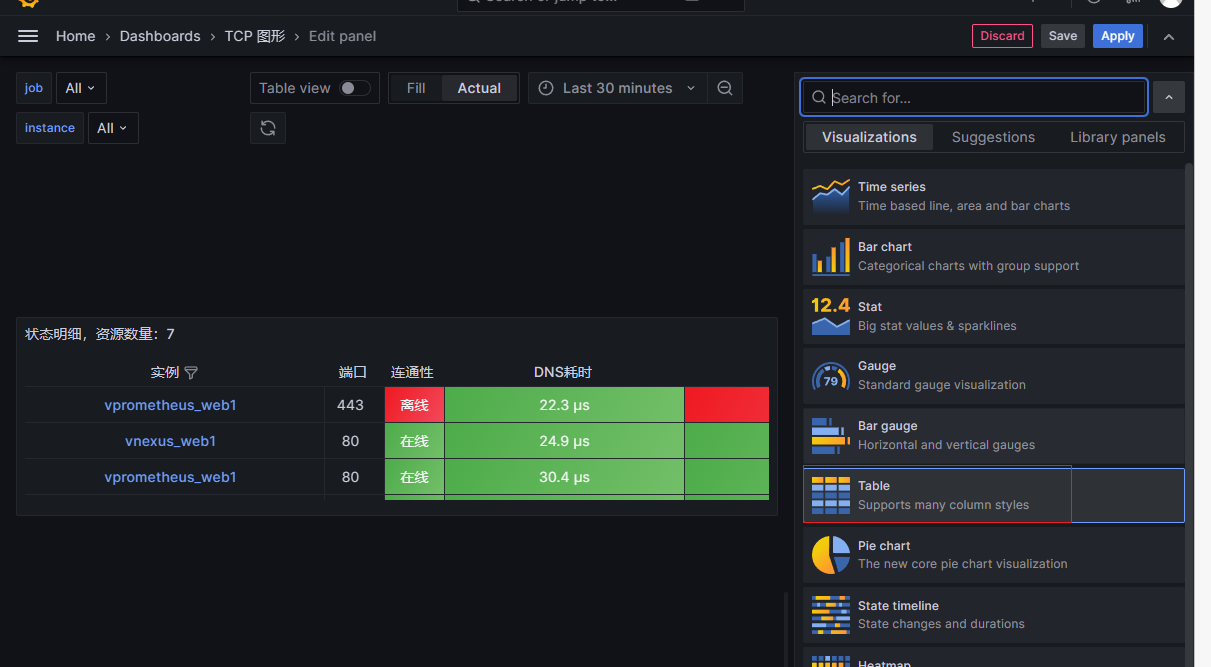 Home › Dashboards › TCP 图形 › Edit panel
Discard Save Apply
job All
Table view Fill Actual Last 30 minutes
instance All
Search for...
Visualizations Suggestions Library panels
Time series
Time based line, area and bar charts
Bar chart
Categorical charts with group support
12.4 Stat
Big stat values & sparklines
Gauge
79 Standard gauge visualization
Bar gauge
Horizontal and vertical gauges
Table
Supports many column styles
Pie chart
The new core pie chart visualization
State timeline
State changes and durations
Heatmap
状态明细，资源数量：7
实例 端口 连通性 DNS耗时
vprometheus_web1 443 离线 22.3 µs
vnexus_web1 80 在线 24.9 µs
vprometheus_web1 80 在线 30.4 µs